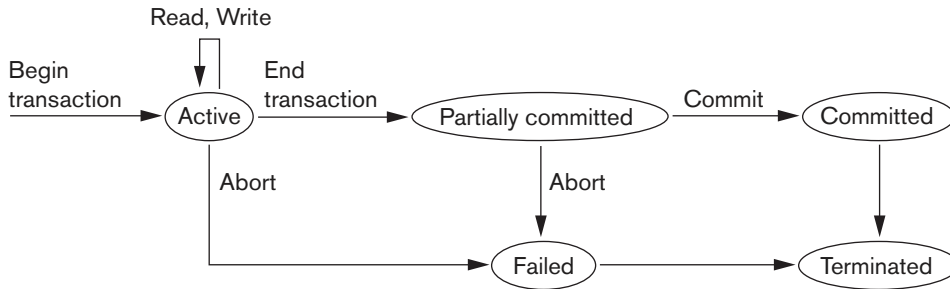 Read, Write
Begin
transaction
End
transaction
Active
Partially committed
Commit
Committed
Abort
Abort
Failed
Terminated